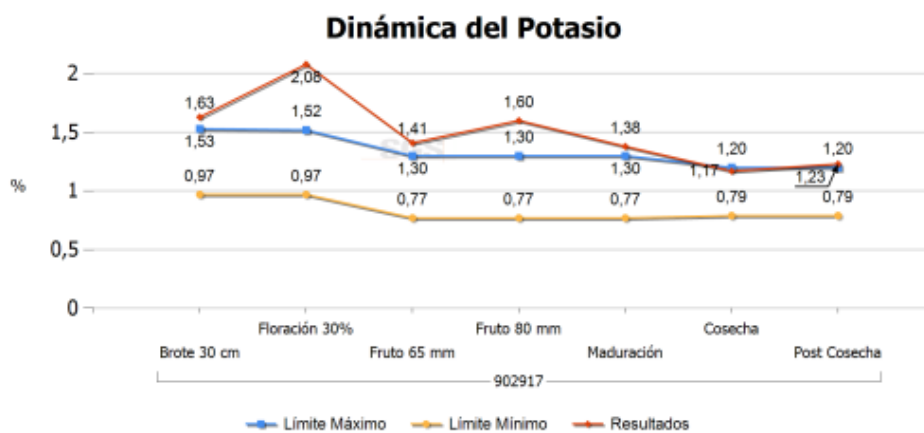 Dinámica del Potasio
2
1,5
1
0,5
0
%
1,63 2,08 1,41 1,60 1,38 1,17 1,23
1,53 1,52 1,30 1,30 1,30 1,20 1,20
0,97 0,97 0,77 0,77 0,77 0,79 0,79
Floración 30% Fruto 80 mm Cosecha
Brote 30 cm Fruto 65 mm Maduración Post Cosecha
902917
Límite Máximo Límite Mínimo Resultados